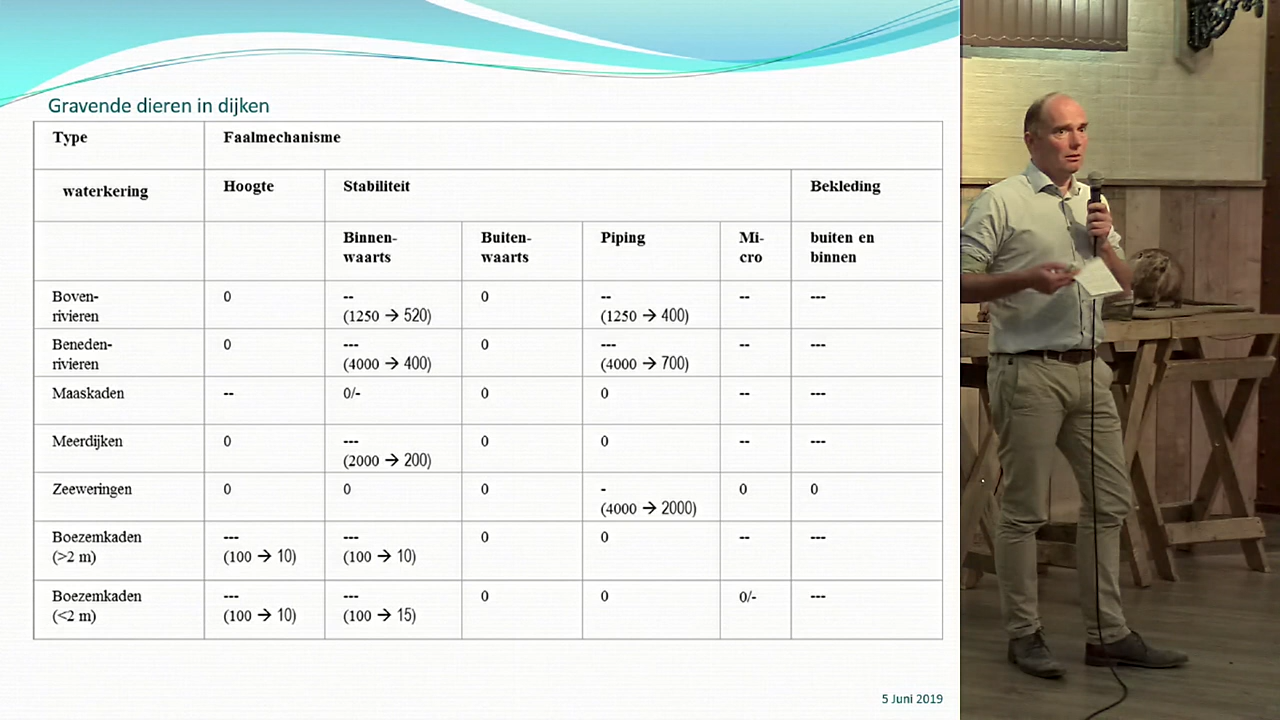 Gravende dieren in dijken
Type Faalmechanisme
waterkering Hoogte Stabiliteit Bekleding
Binnen- Buiten- Piping Mi- buiten en
waarts waarts cro binnen
Boven- 0 -- 0 -- -- ---
rivieren (1250 → 520) (1250 → 400)
Beneden- 0 --- 0 --- -- ---
rivieren (4000 → 400) (4000 → 700)
Maaskaden -- 0/- 0 0 -- ---
Meerdijken 0 --- 0 0 -- ---
(2000 → 200)
Zeeweringen 0 0 0 - 0 0
(4000 → 2000)
Boezemkaden --- --- 0 0 -- ---
(>2 m) (100 → 10) (100 → 10)
Boezemkaden --- --- 0 0 0/- ---
(<2 m) (100 → 10) (100 → 15)
5 Juni 2019